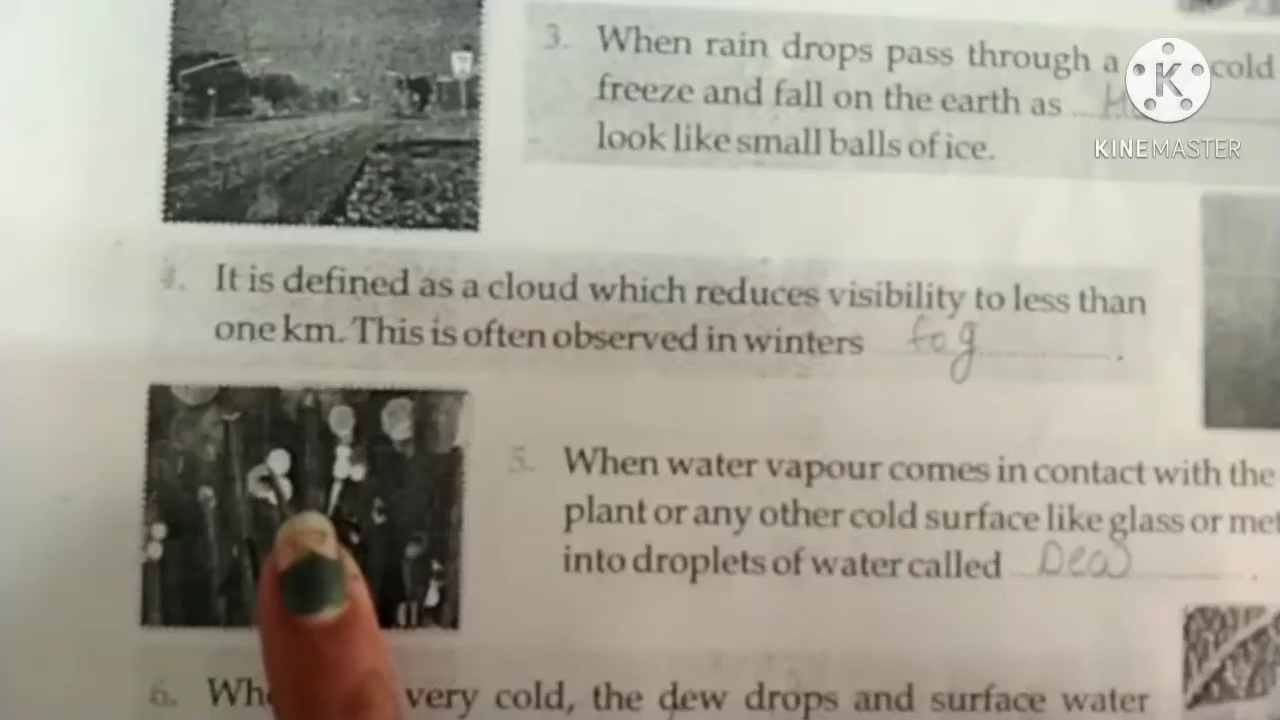 3. When rain drops pass through a cold
freeze and fall on the earth as
look like small balls of ice.
KINEMASTER
4. It is defined as a cloud which reduces visibility to less than
one km. This is often observed in winters fog .
5. When water vapour comes in contact with the
plant or any other cold surface like glass or met
into droplets of water called Dew .
6. very cold, the dew drops and surface water